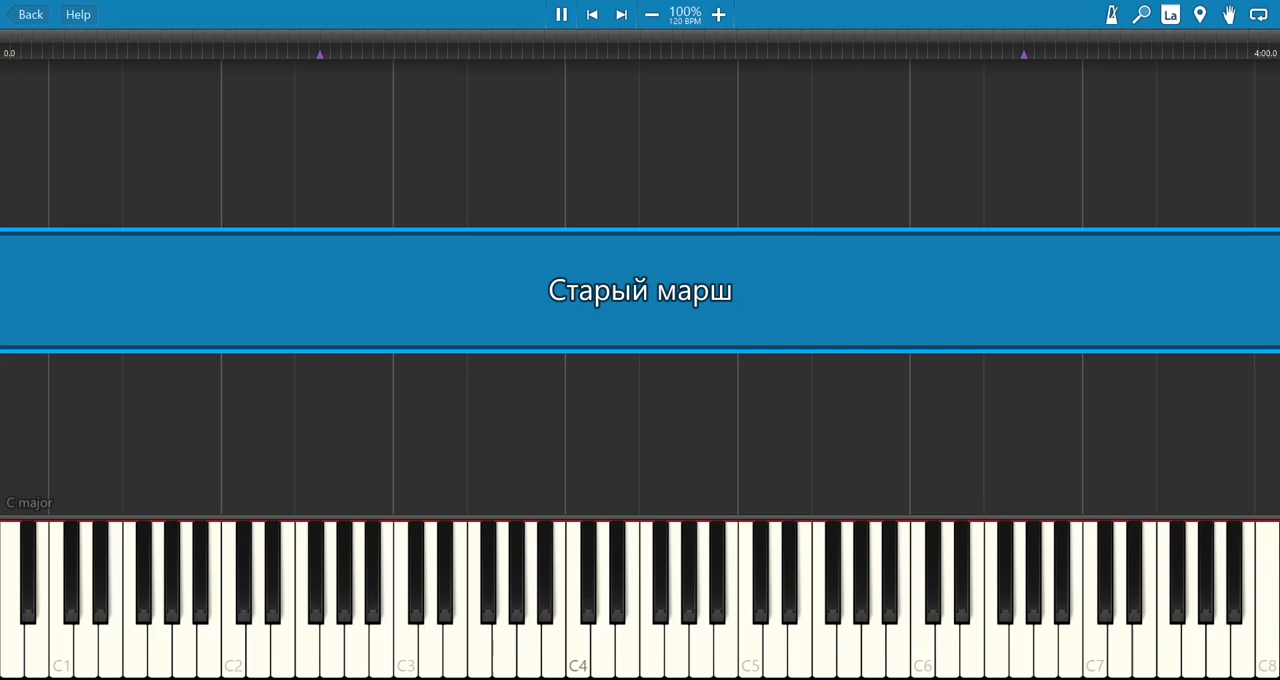 Back Help 100% La
120 BPM
0,0 4:00.0
Старый марш
C major
C1 C2 C3 C4 C5 C6 C7 C8